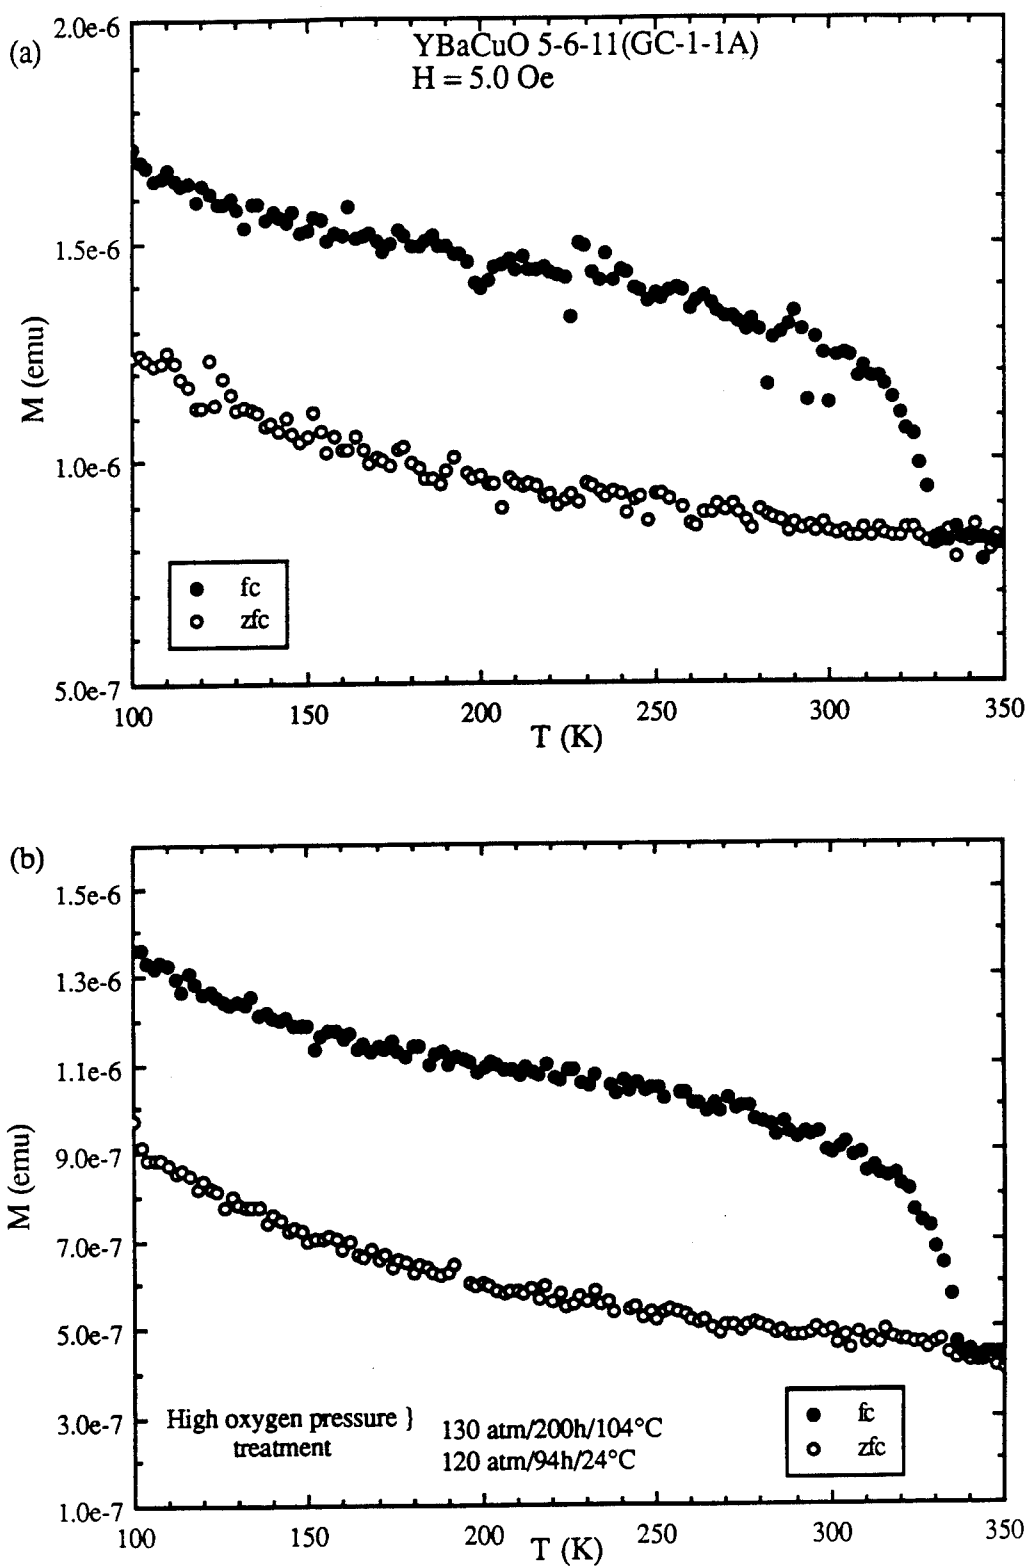 (a)
YBaCuO 5-6-11(GC-1-1A)
H = 5.0 Oe
2.0e-6
1.5e-6
1.0e-6
5.0e-7
M (emu)
fc
zfc
100 150 200 250 300 350
T (K)
(b)
1.5e-6
1.3e-6
1.1e-6
9.0e-7
7.0e-7
5.0e-7
3.0e-7
1.0e-7
M (emu)
High oxygen pressure }
treatment
130 atm/200h/104°C
120 atm/94h/24°C
fc
zfc
100 150 200 250 300 350
T (K)